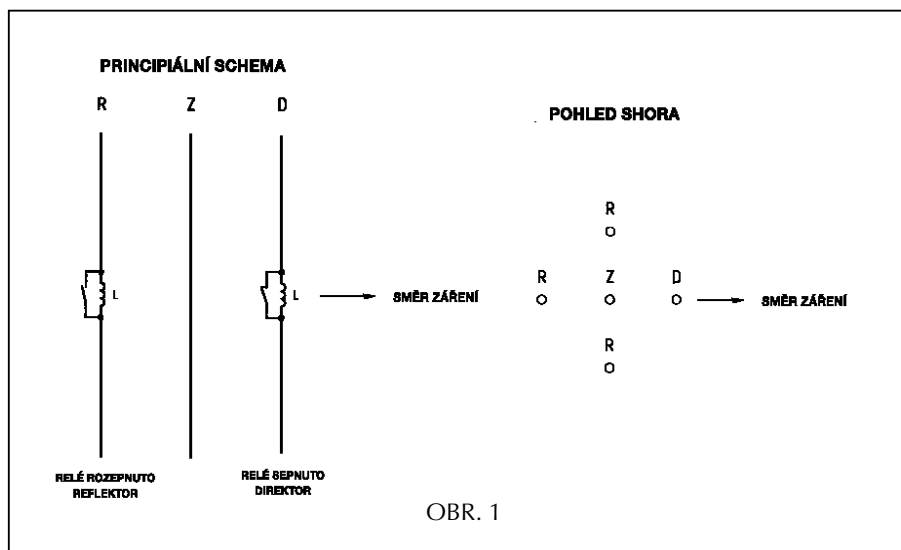 PRINCIPIÁLNÍ SCHEMA
R Z D
L
L
SMĚR ZÁŘENÍ
RELÉ ROZEPNUTO
REFLEKTOR
RELÉ SEPNUTO
DIREKTOR
POHLED SHORA
R
R Z D
SMĚR ZÁŘENÍ
R
OBR. 1